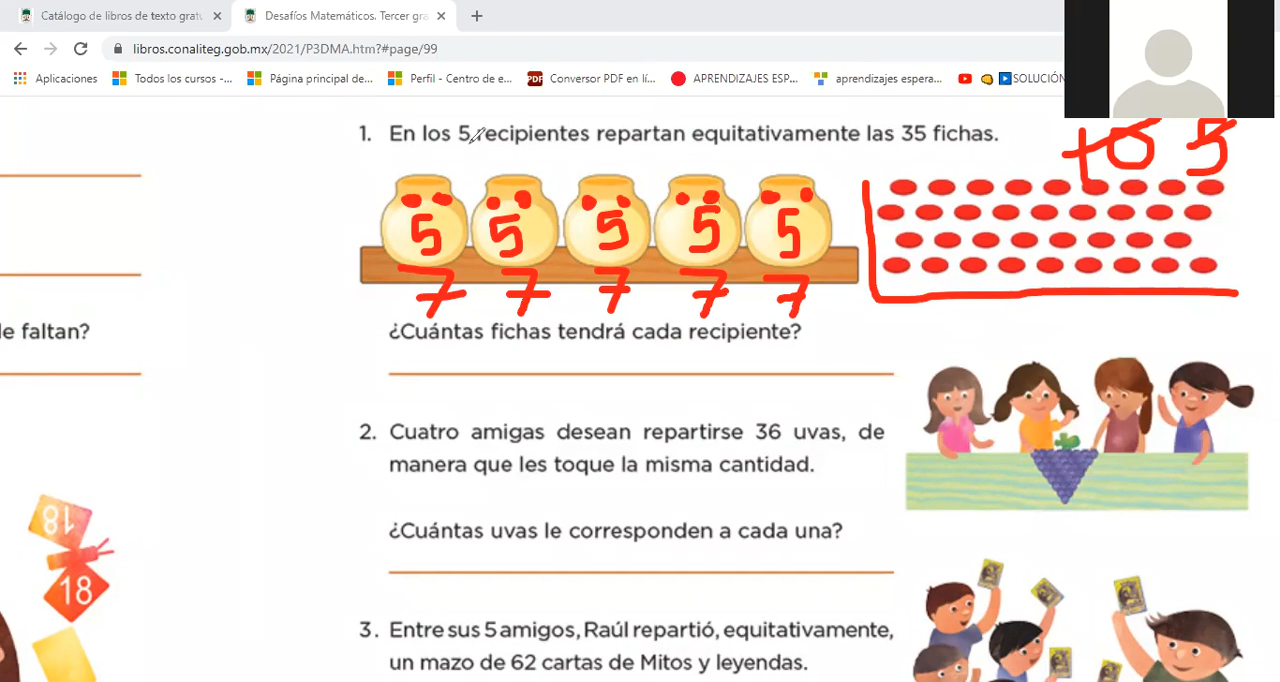 Catálogo de libros de texto gratu
Desafíos Matemáticos. Tercer gra
libros.conaliteg.gob.mx/2021/P3DMA.htm?#page/99
Aplicaciones
Todos los cursos -...
Página principal de...
Perfil - Centro de e...
PDF
Conversor PDF en lí...
APRENDIZAJES ESP...
aprendizajes espera...
SOLUCIÓN
1. En los 5 recipientes repartan equitativamente las 35 fichas.
5 5 5 5 5
7 7 7 7 7
¿Cuántas fichas tendrá cada recipiente?
e faltan?
2. Cuatro amigas desean repartirse 36 uvas, de
manera que les toque la misma cantidad.
¿Cuántas uvas le corresponden a cada una?
18
18
3. Entre sus 5 amigos, Raúl repartió, equitativamente,
un mazo de 62 cartas de Mitos y leyendas.